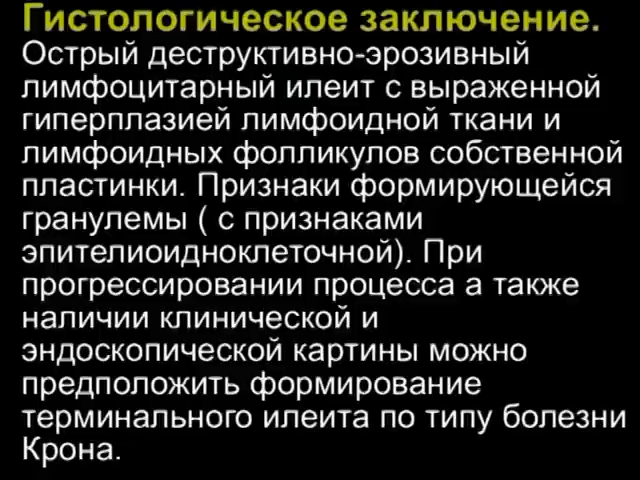 Гистологическое заключение.
Острый деструктивно-эрозивный
лимфоцитарный илеит с выраженной
гиперплазией лимфоидной ткани и
лимфоидных фолликулов собственной
пластинки. Признаки формирующейся
гранулемы ( с признаками
эпителиоидноклеточной). При
прогрессировании процесса а также
наличии клинической и
эндоскопической картины можно
предположить формирование
терминального илеита по типу болезни
Крона.